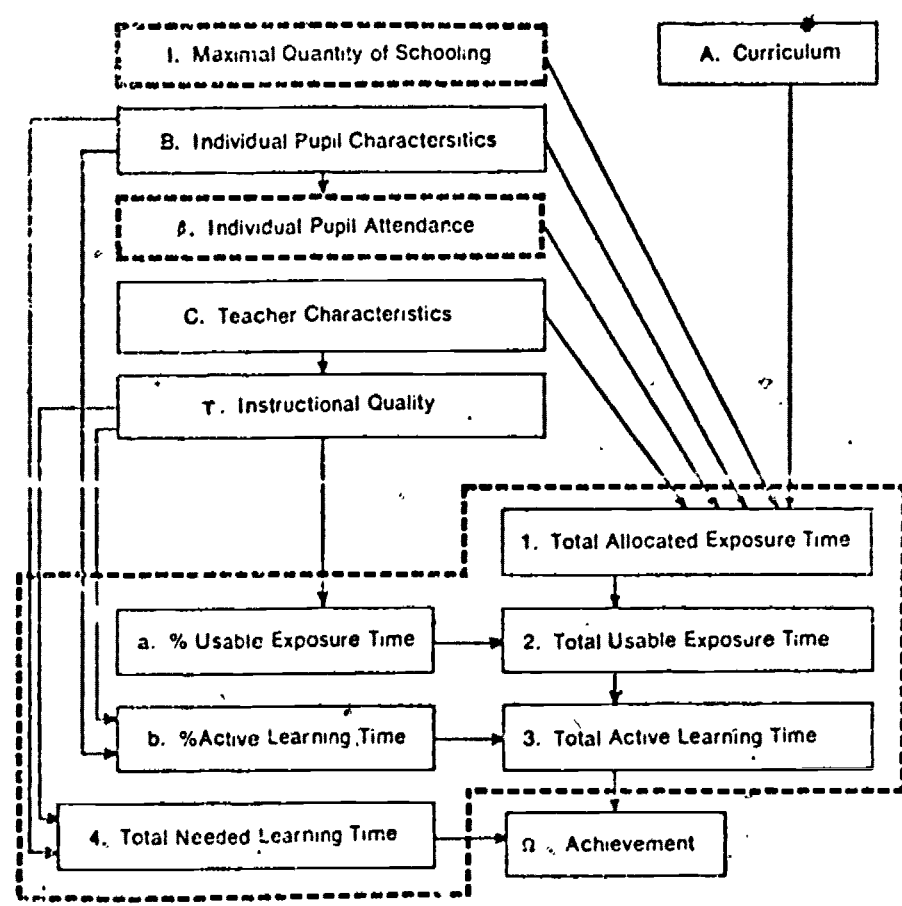 I. Maximal Quantity of Schooling
A. Curriculum
B. Individual Pupil Charactersitics
β. Individual Pupil Attendance
C. Teacher Characteristics
T. Instructional Quality
1. Total Allocated Exposure Time
a. % Usable Exposure Time
2. Total Usable Exposure Time
b. %Active Learning Time
3. Total Active Learning Time
4. Total Needed Learning Time
Ω. Achievement